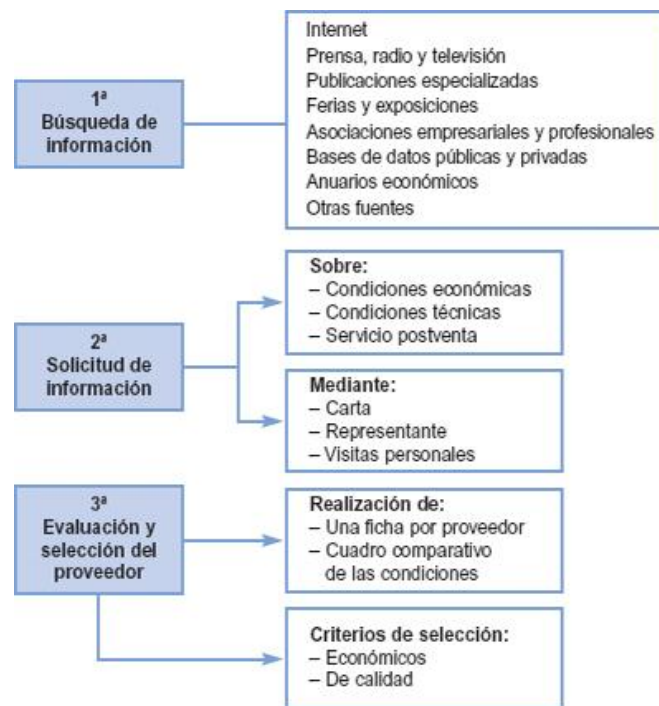 1ª
Búsqueda de
información
Internet
Prensa, radio y televisión
Publicaciones especializadas
Ferias y exposiciones
Asociaciones empresariales y profesionales
Bases de datos públicas y privadas
Anuarios económicos
Otras fuentes
2ª
Solicitud de
información
Sobre:
– Condiciones económicas
– Condiciones técnicas
– Servicio postventa
Mediante:
– Carta
– Representante
– Visitas personales
3ª
Evaluación y
selección del
proveedor
Realización de:
– Una ficha por proveedor
– Cuadro comparativo
de las condiciones
Criterios de selección:
– Económicos
– De calidad